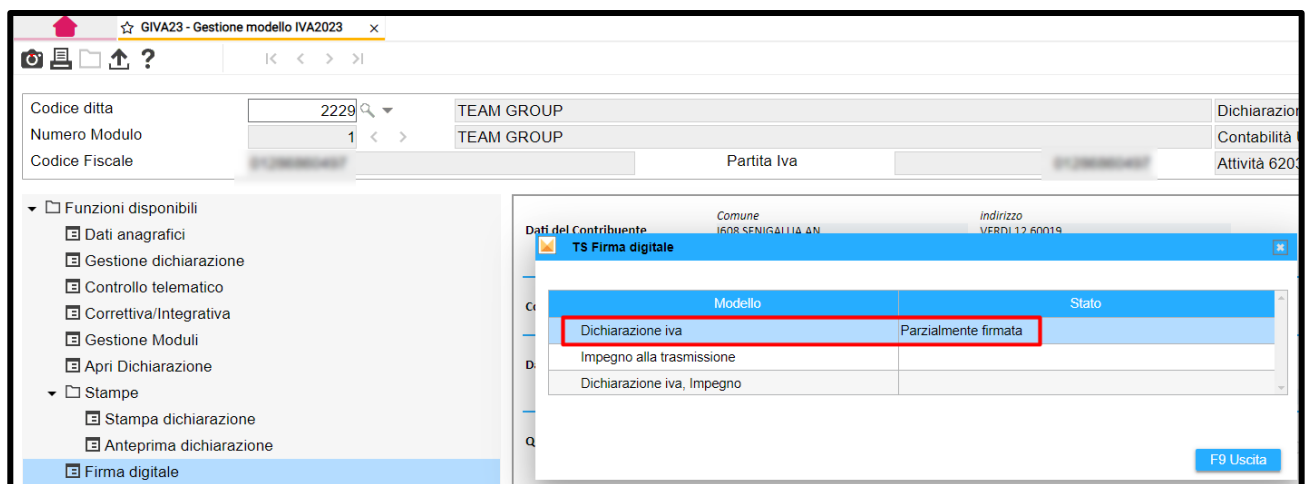 GIVA23 - Gestione modello IVA2023
Codice ditta 2229 TEAM GROUP Dichiarazion
Numero Modulo 1 TEAM GROUP Contabilità
Codice Fiscale Partita Iva Attività 6203
Funzioni disponibili
Dati anagrafici
Gestione dichiarazione
Controllo telematico
Correttiva/Integrativa
Gestione Moduli
Apri Dichiarazione
Stampe
Stampa dichiarazione
Anteprima dichiarazione
Firma digitale
Comune indirizzo
Dati del Contribuente I608 SENIGALLIA AN VERDI 12 60019
TS Firma digitale
Modello Stato
Dichiarazione iva Parzialmente firmata
Impegno alla trasmissione
Dichiarazione iva, Impegno
F9 Uscita